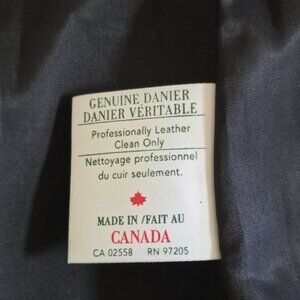 GENUINE DANIER
DANIER VÉRITABLE
Professionally Leather
Clean Only
Nettoyage professionnel
du cuir seulement.
MADE IN /FAIT AU
CANADA
CA 02558 RN 97205